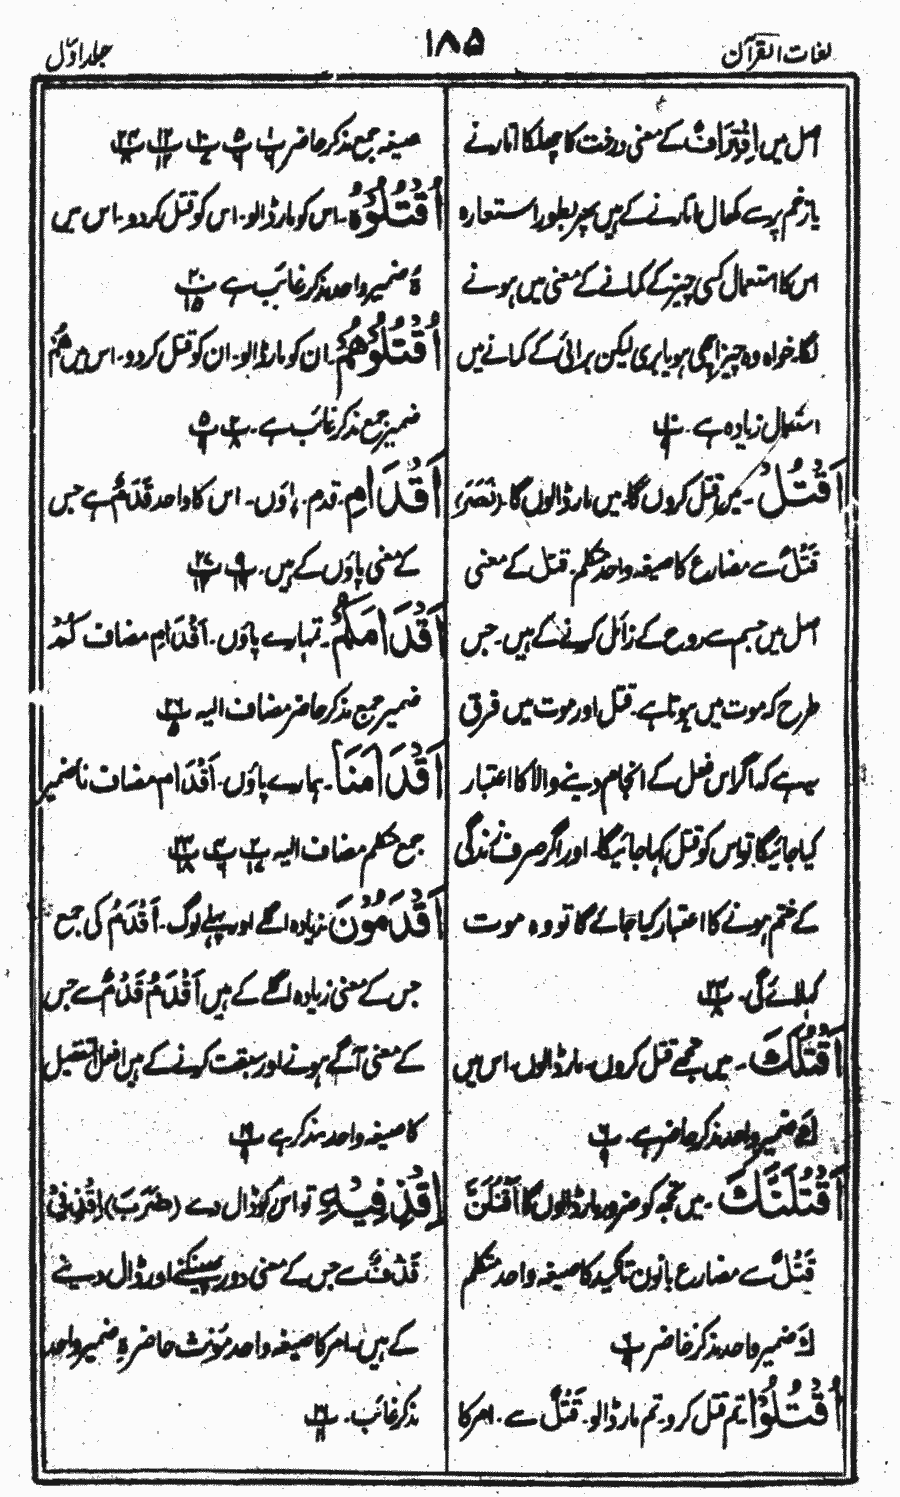 لغات القرآن
۱۸۵
جلد اوّل
اصل میں اِقْتِرَافٌ کے معنی درخت کا چھلکا اتارنے
یا زخم پر سے کھال اتارنے کے ہیں پھر بطور استعارہ
اس کا استعمال کسی چیز کے کمانے کے معنی میں ہونے
لگا۔ خواہ وہ چیز اچھی ہو یا بری لیکن برائی کے کمانے میں
استعمال زیادہ ہے۔
اَقْتُلُ ۔ میں قتل کروں گا۔ میں مار ڈالوں گا۔ (نَصَرَ)
قَتْلٌ سے مضارع کا صیغہ واحد متکلم۔ قتل کے معنی
اصل میں جسم سے روح کے زائل کرنے کے ہیں۔ جس
طرح کہ موت میں ہوتا ہے۔ قتل اور موت میں فرق
یہ ہے کہ اگر اس فعل کے انجام دینے والا کا اعتبار
کیا جائیگا تو اس کو قتل کہا جائیگا۔ اور اگر صرف زندگی
کے ختم ہونے کا اعتبار کیا جائے گا تو وہ موت
کہلائے گی۔
اَقْتُلَكَ ۔ میں تجھے قتل کروں۔ مار ڈالوں۔ اس میں
كَ ضمیر واحد مذکر حاضر ہے۔
اَقْتُلَنَّكَ ۔ میں تجھ کو ضرور مار ڈالوں گا اَقْتُلَنَّ
قَتْلٌ سے مضارع بانون تاکید کا صیغہ واحد متکلم
كَ ضمیر واحد مذکر حاضر
اُقْتُلُوْا تم قتل کرو۔ تم مار ڈالو۔ قَتْلٌ سے۔ امر کا
صیغہ جمع مذکر حاضر
اُقْتُلُوْهُ ۔ اس کو مار ڈالو۔ اس کو قتل کر دو۔ اس میں
هٗ ضمیر واحد مذکر غائب ہے
اُقْتُلُوْهُمْ ۔ ان کو مار ڈالو۔ ان کو قتل کر دو۔ اس میں هُمْ
ضمیر جمع مذکر غائب ہے۔
اَقْدَامِ ۔ قدم۔ پاؤں۔ اس کا واحد قَدَمٌ ہے جس
کے معنی پاؤں کے ہیں۔
اَقْدَامَكُمْ ۔ تمہارے پاؤں۔ اَقْدَامِ مضاف كُمْ
ضمیر جمع مذکر حاضر مضاف الیہ
اَقْدَامَنَا ۔ ہمارے پاؤں۔ اَقْدَام مضاف نا ضمیر
جمع متکلم مضاف الیہ
اَقْدَمُوْنَ ۔ زیادہ اگلے اور پہلے لوگ۔ اَقْدَمُ کی جمع
جس کے معنی زیادہ اگلے کے ہیں اَقْدَمُ قَدُمٌ سے جس
کے معنی آگے ہونے اور سبقت کرنے کے ہیں افعل التفضیل
کا صیغہ واحد مذکر ہے
اِقْذِفِيْهِ تو اس کو ڈال دے (ضَرَبَ) اِقْذِفِیْ
قَذْفٌ سے جس کے معنی دور پھینکنے اور ڈال دینے
کے ہیں۔ امر کا صیغہ واحد مؤنث حاضر هِ ضمیر واحد
مذکر غائب۔